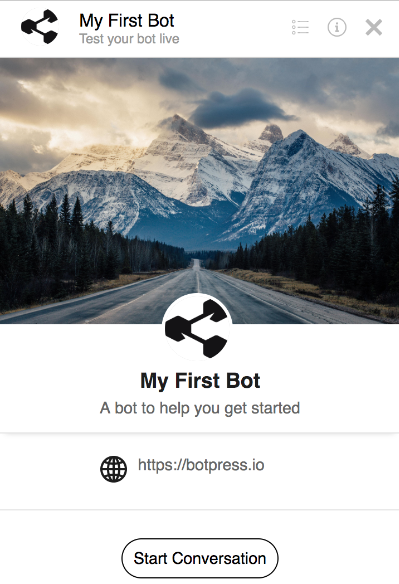 My First Bot
Test your bot live
My First Bot
A bot to help you get started
https://botpress.io
Start Conversation